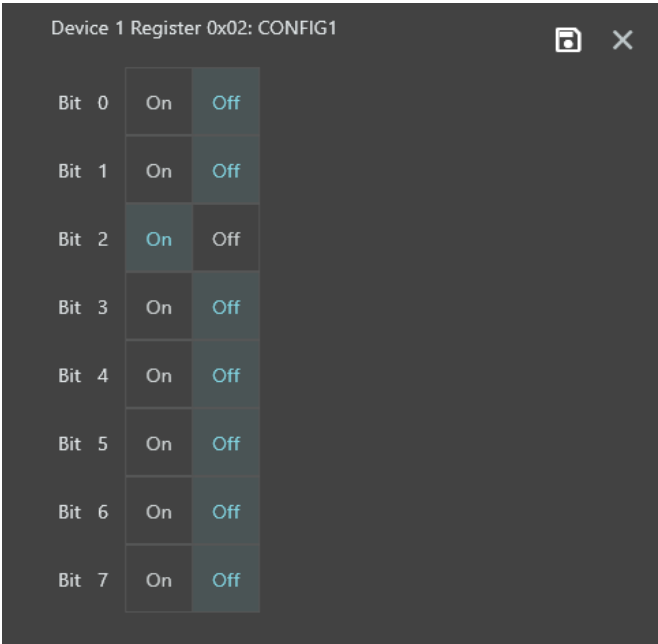 Device 1 Register 0x02: CONFIG1
Bit 0 On Off
Bit 1 On Off
Bit 2 On Off
Bit 3 On Off
Bit 4 On Off
Bit 5 On Off
Bit 6 On Off
Bit 7 On Off